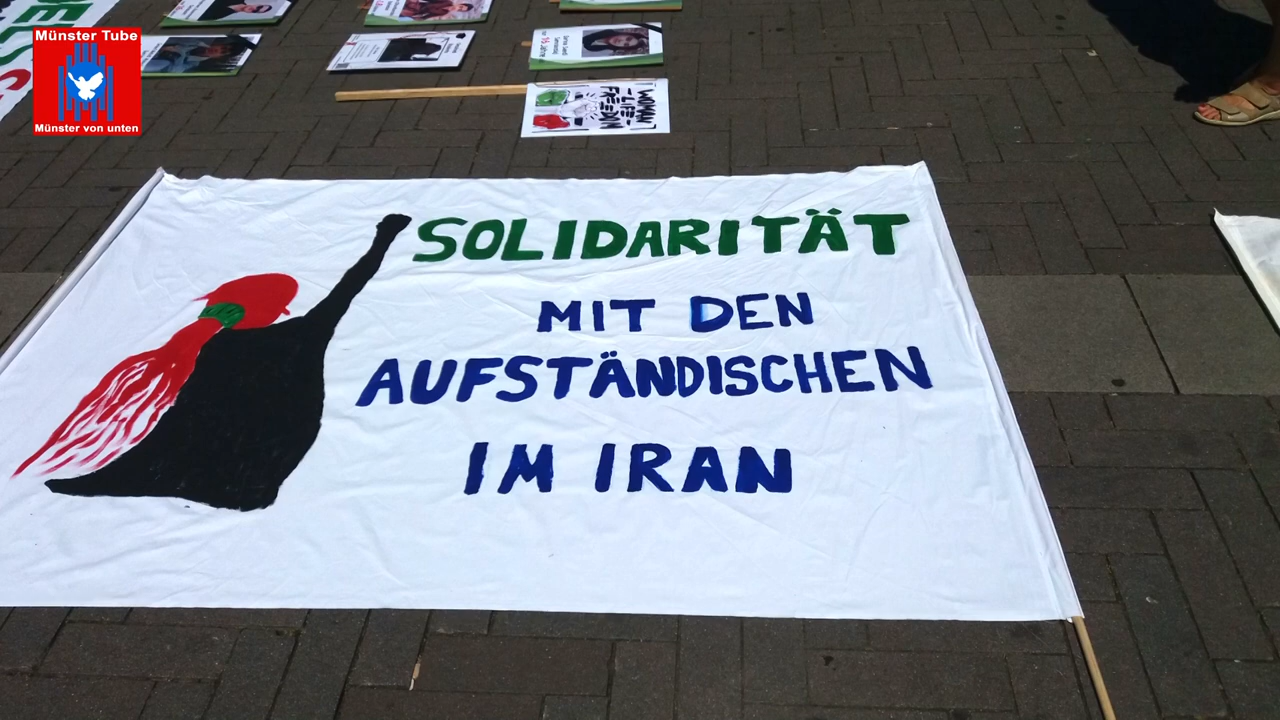 Münster Tube
Münster von unten
WOMAN
-LIFE-
FREEDOM
SOLIDARITÄT
MIT DEN
AUFSTÄNDISCHEN
IM IRAN